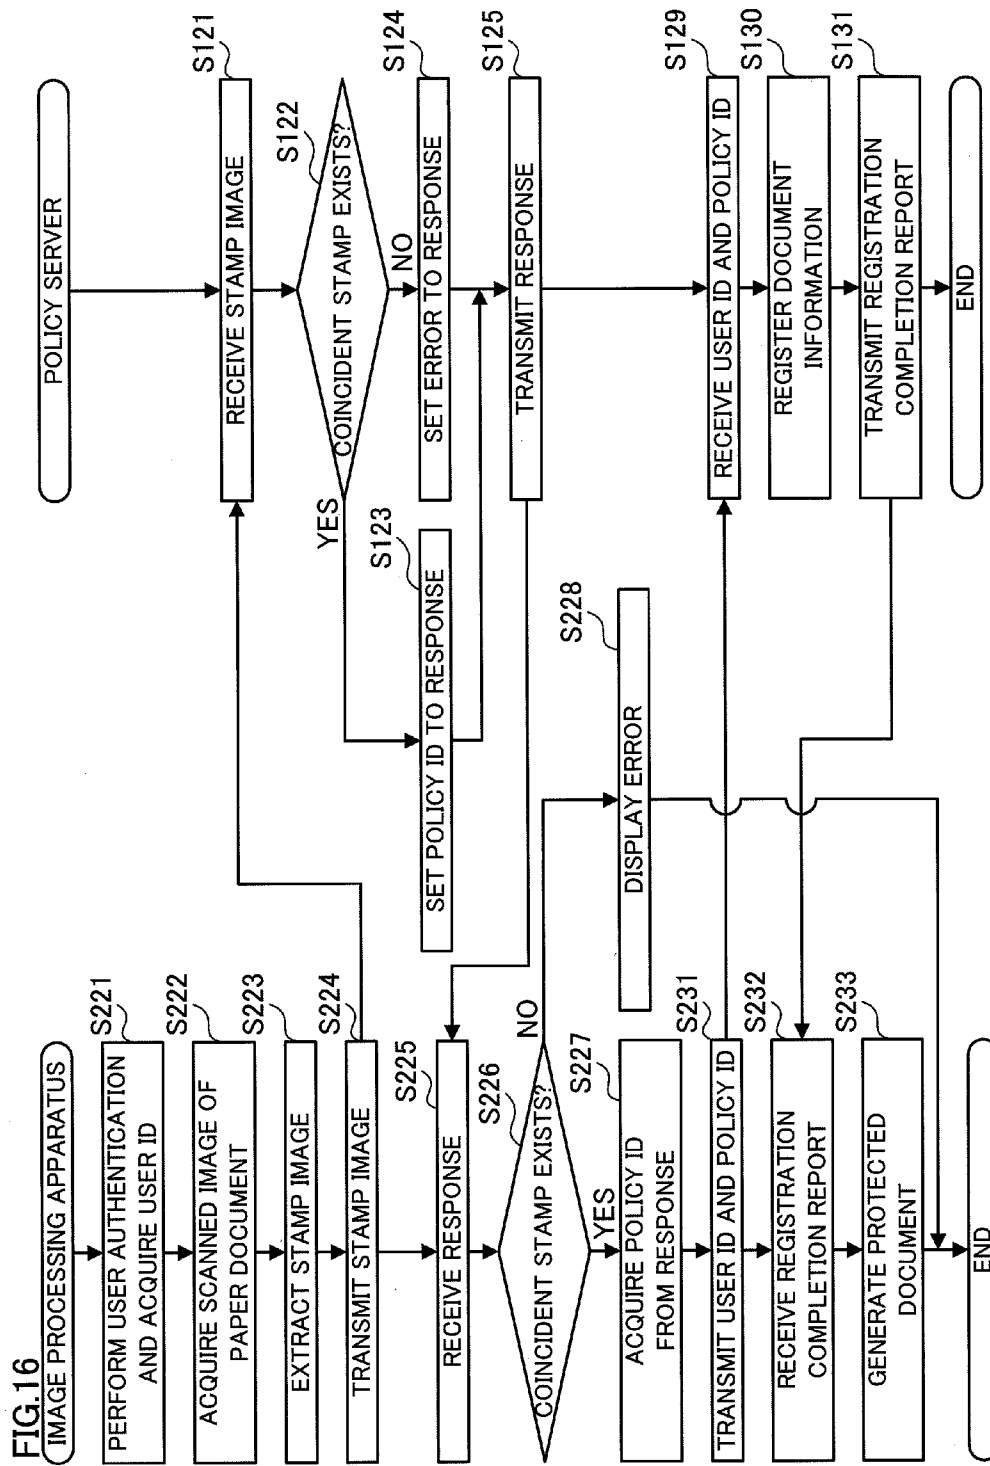 FIG.16
IMAGE PROCESSING APPARATUS
S221
PERFORM USER AUTHENTICATION
AND ACQUIRE USER ID
S222
ACQUIRE SCANNED IMAGE OF
PAPER DOCUMENT
S223
EXTRACT STAMP IMAGE
S224
TRANSMIT STAMP IMAGE
S225
RECEIVE RESPONSE
S226
COINCIDENT STAMP EXISTS?
NO
YES
S227
ACQUIRE POLICY ID
FROM RESPONSE
S228
DISPLAY ERROR
S231
TRANSMIT USER ID AND POLICY ID
S232
RECEIVE REGISTRATION
COMPLETION REPORT
S233
GENERATE PROTECTED
DOCUMENT
END
POLICY SERVER
S121
RECEIVE STAMP IMAGE
S122
COINCIDENT STAMP EXISTS?
YES
NO
S123
SET POLICY ID TO RESPONSE
S124
SET ERROR TO RESPONSE
S125
TRANSMIT RESPONSE
S129
RECEIVE USER ID AND POLICY ID
S130
REGISTER DOCUMENT
INFORMATION
S131
TRANSMIT REGISTRATION
COMPLETION REPORT
END